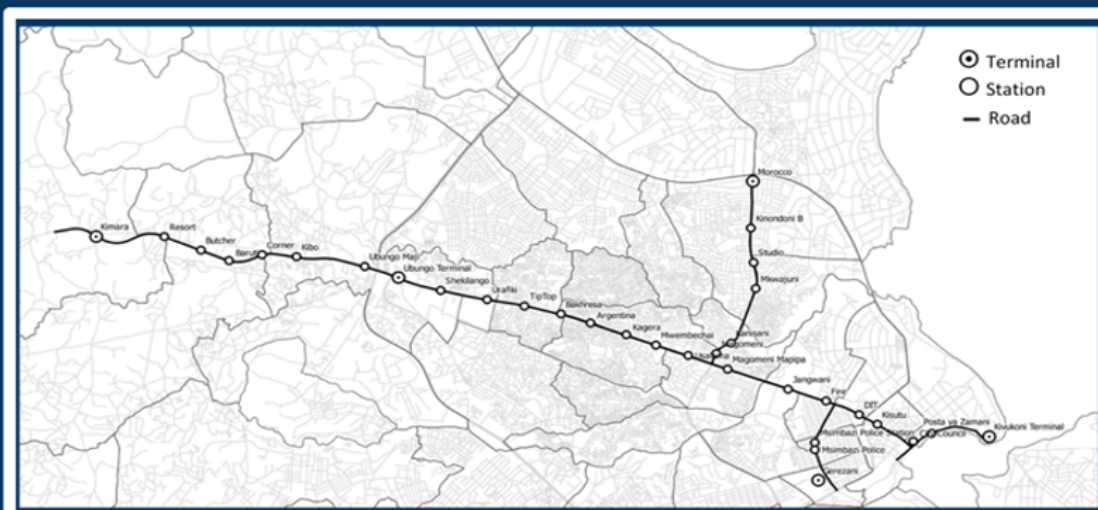 Terminal
Station
Road
Morocco
Kinondoni B
Studio
Mkwajuni
Kimara
Resort
Butcher
Baruti
Corner
Kibo
Ubungo Maji
Ubungo Terminal
Shekilango
Urafiki
TipTop
Bakhresa
Argentina
Kagera
Mwembechai
Kanisani
Magomeni
Magomeni Mapipa
Jangwani
Fire
DIT
Kisutu
Posta ya Zamani
Kivukoni Terminal
Msimbazi Police Station
City Council
Msimbazi Police
Gerezani